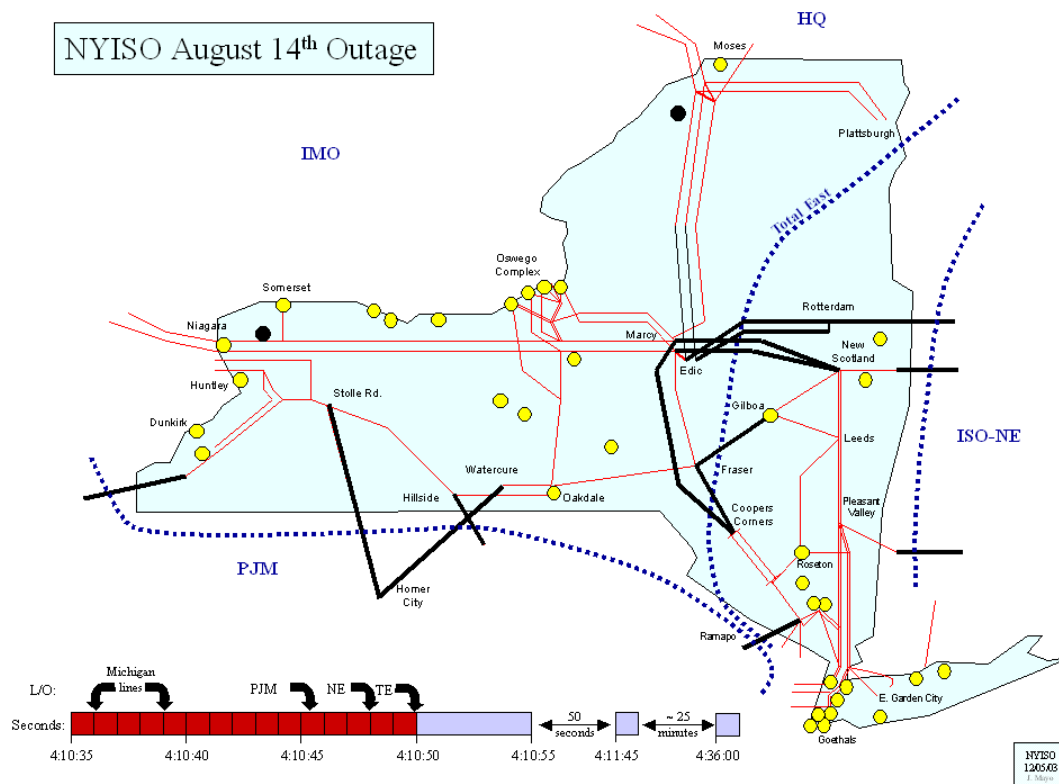 NYISO August 14th Outage
HQ
Moses
Plattsburgh
IMO
Total East
Oswego
Complex
Somerset
Rotterdam
Niagara
Marcy
New
Scotland
Edic
Huntley
Stolle Rd.
Gilboa
Dunkirk
Leeds
ISO-NE
Watercure
Fraser
Hillside
Oakdale
Pleasant
Valley
Coopers
Corners
PJM
Roseton
Homer
City
Ramapo
E. Garden City
Goethals
L/O:
Michigan
lines
PJM
NE
TE
Seconds:
50
seconds
~ 25
minutes
4:10:35
4:10:40
4:10:45
4:10:50
4:10:55
4:11:45
4:36:00
NYISO
12/05/03
J. Mayo